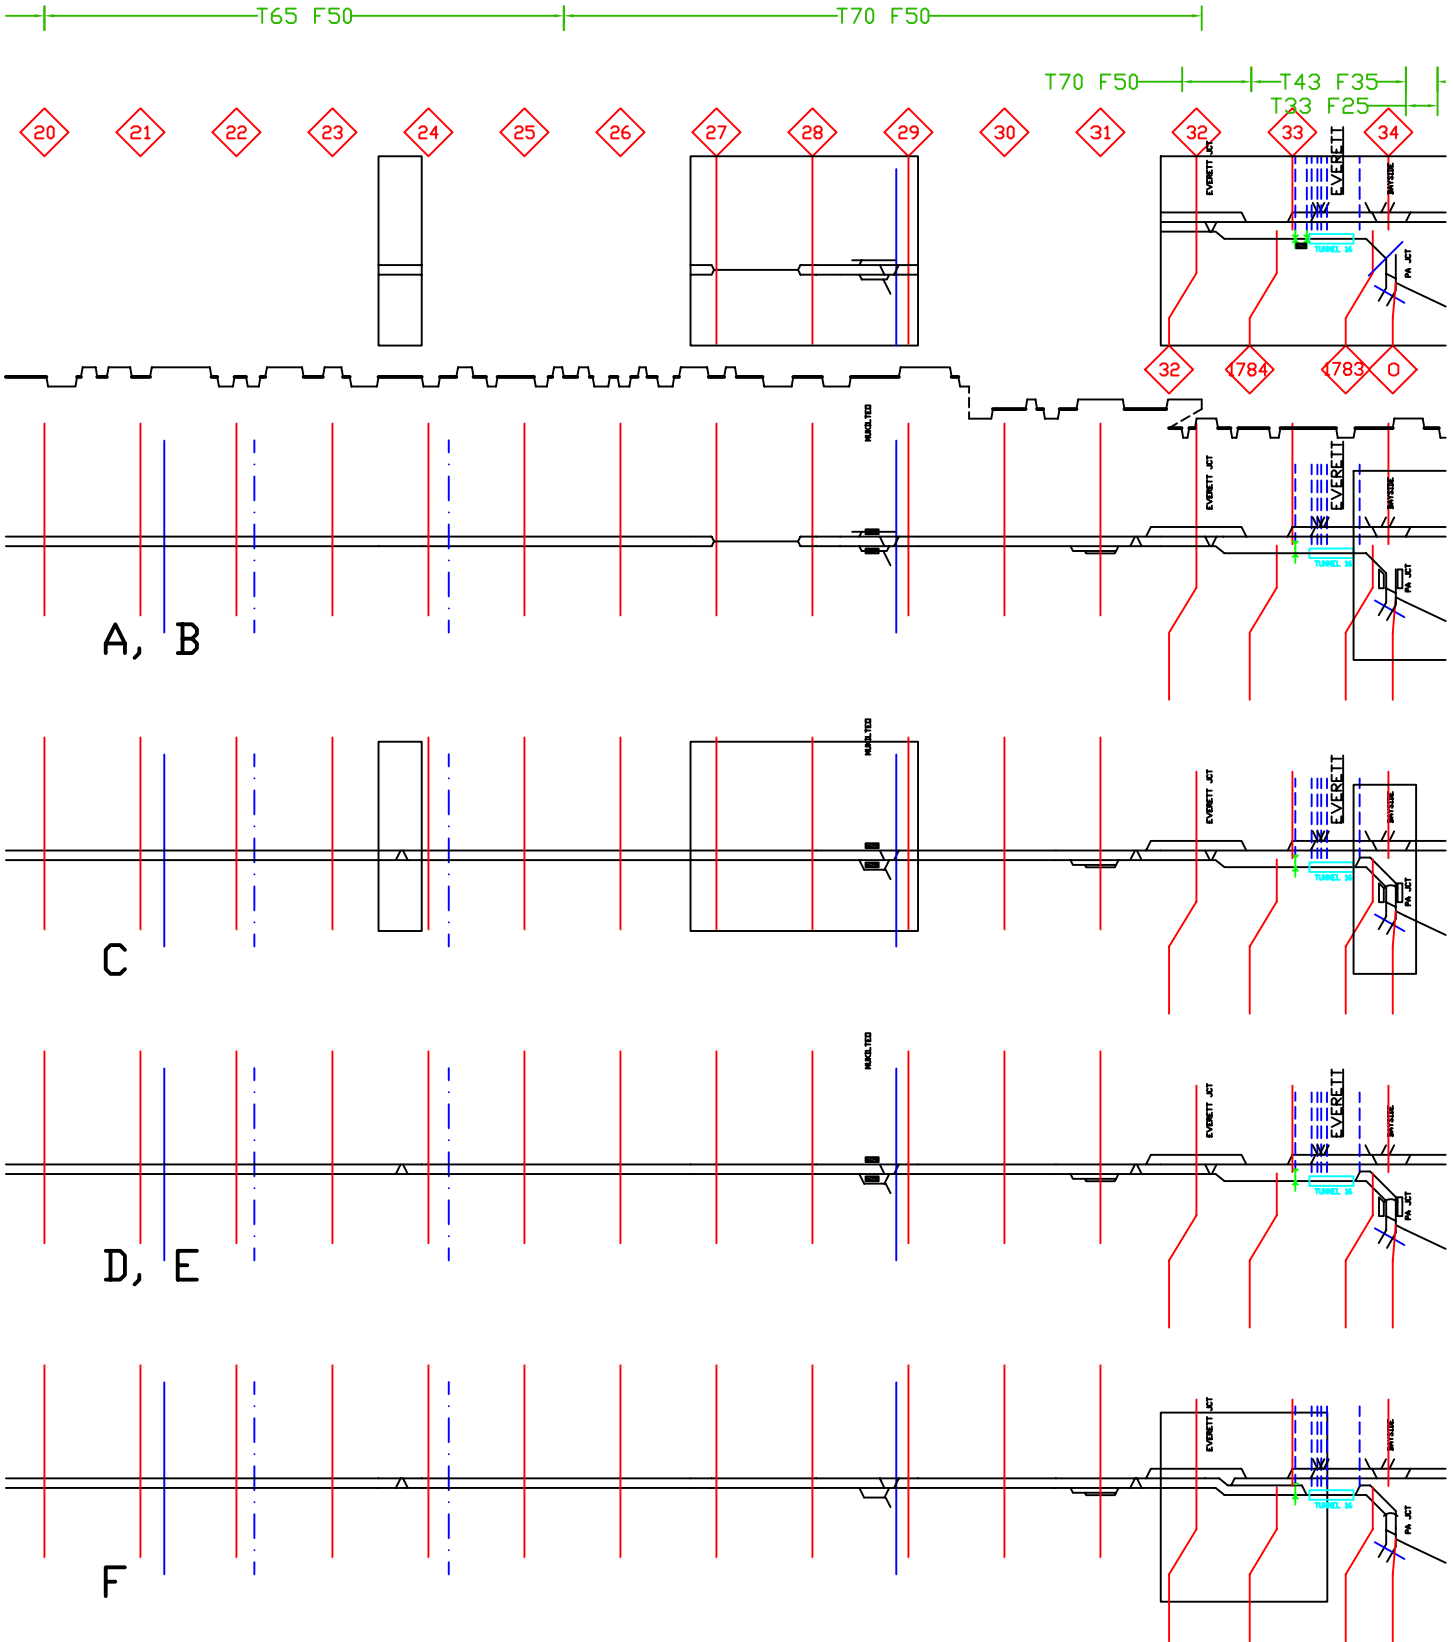 T65 F50
T70 F50
T70 F50
T43 F35
T33 F25
20 21 22 23 24 25 26 27 28 29 30 31 32 33 34
EVERETT JCT
EVERETT
BAYSIDE
TUNNEL 16
PA JCT
32 1784 1783 0
MUKILTEO
EVERETT JCT
EVERETT
BAYSIDE
TUNNEL 16
PA JCT
A, B
MUKILTEO
EVERETT JCT
EVERETT
BAYSIDE
TUNNEL 16
PA JCT
C
MUKILTEO
EVERETT JCT
EVERETT
BAYSIDE
TUNNEL 16
PA JCT
D, E
EVERETT JCT
EVERETT
BAYSIDE
TUNNEL 16
PA JCT
F